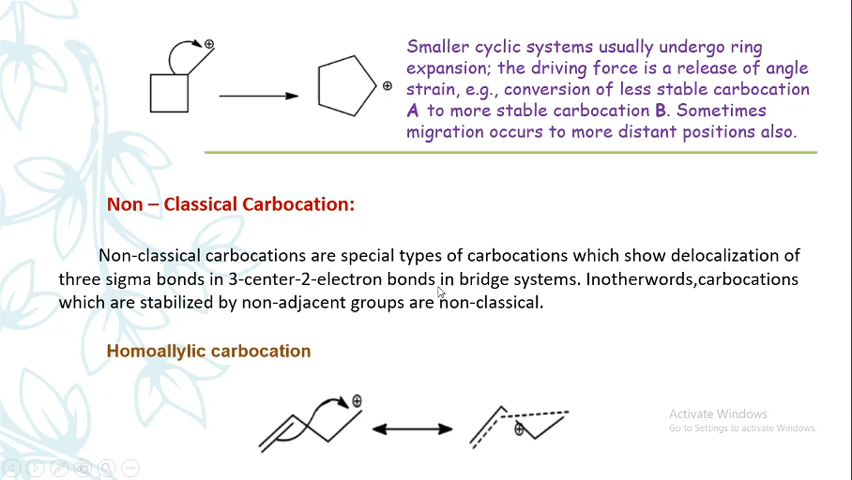 Smaller cyclic systems usually undergo ring
expansion; the driving force is a release of angle
strain, e.g., conversion of less stable carbocation
A to more stable carbocation B. Sometimes
migration occurs to more distant positions also.
Non – Classical Carbocation:
Non-classical carbocations are special types of carbocations which show delocalization of
three sigma bonds in 3-center-2-electron bonds in bridge systems. Inotherwords,carbocations
which are stabilized by non-adjacent groups are non-classical.
Homoallylic carbocation
Activate Windows
Go to Settings to activate Windows.